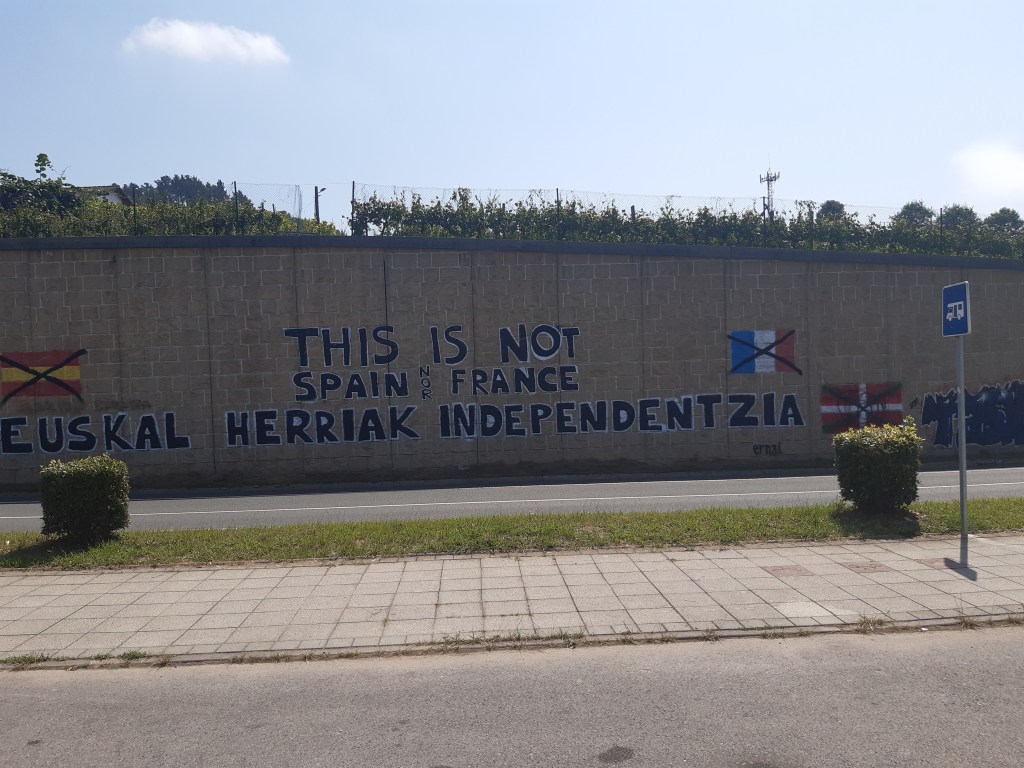 THIS IS NOT
SPAIN NOR FRANCE
EUSKAL HERRIAK INDEPENDENTZIA
ernai